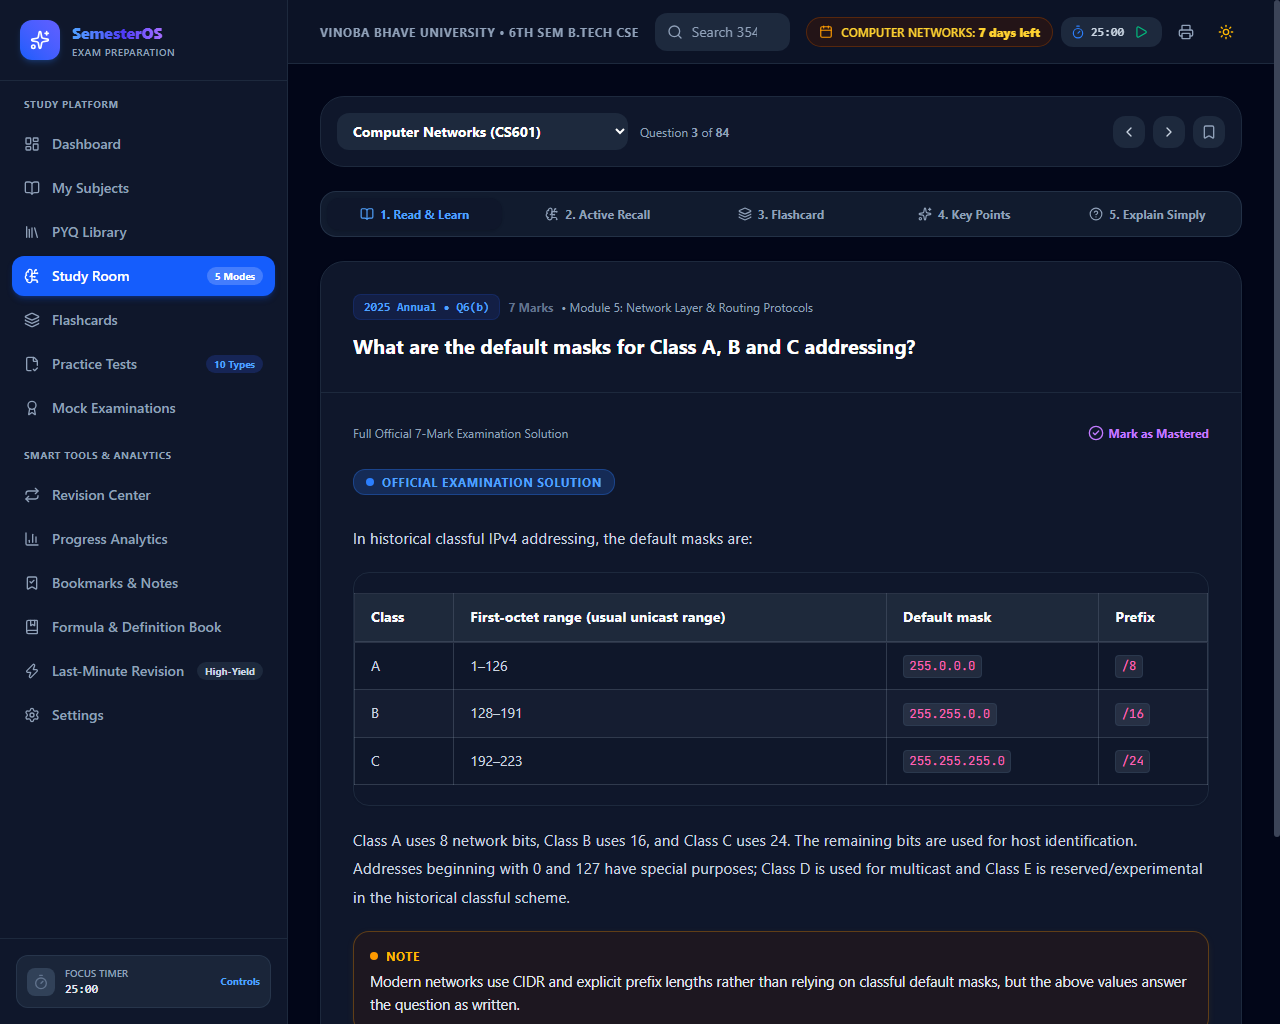 SemesterOS
EXAM PREPARATION
STUDY PLATFORM
Dashboard
My Subjects
PYQ Library
Study Room
5 Modes
Flashcards
Practice Tests
10 Types
Mock Examinations
SMART TOOLS & ANALYTICS
Revision Center
Progress Analytics
Bookmarks & Notes
Formula & Definition Book
Last-Minute Revision
High-Yield
Settings
FOCUS TIMER
25:00
Controls
VINOBA BHAVE UNIVERSITY • 6TH SEM B.TECH CSE
Search 354
COMPUTER NETWORKS: 7 days left
25:00
Computer Networks (CS601)
Question 3 of 84
1. Read & Learn
2. Active Recall
3. Flashcard
4. Key Points
5. Explain Simply
2025 Annual • Q6(b)
7 Marks
• Module 5: Network Layer & Routing Protocols
What are the default masks for Class A, B and C addressing?
Full Official 7-Mark Examination Solution
Mark as Mastered
OFFICIAL EXAMINATION SOLUTION
In historical classful IPv4 addressing, the default masks are:
Class First-octet range (usual unicast range) Default mask Prefix
A 1–126 255.0.0.0 /8
B 128–191 255.255.0.0 /16
C 192–223 255.255.255.0 /24
Class A uses 8 network bits, Class B uses 16, and Class C uses 24. The remaining bits are used for host identification.
Addresses beginning with 0 and 127 have special purposes; Class D is used for multicast and Class E is reserved/experimental
in the historical classful scheme.
NOTE
Modern networks use CIDR and explicit prefix lengths rather than relying on classful default masks, but the above values answer
the question as written.